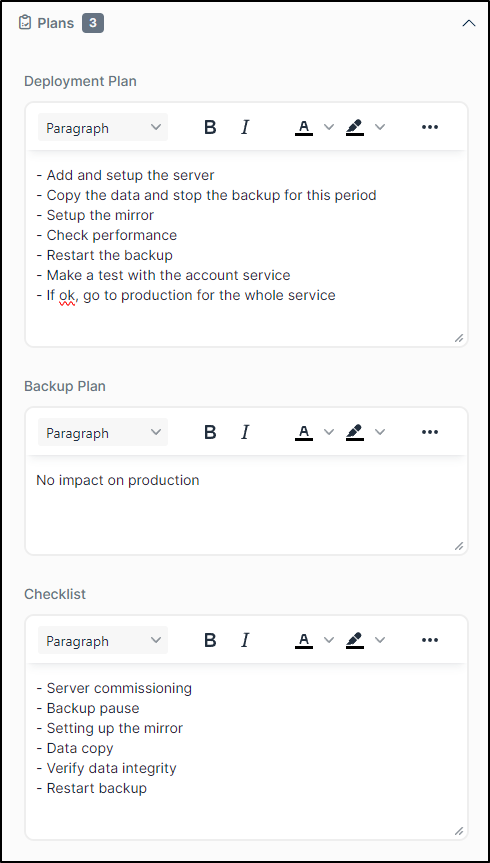 Plans 3
Deployment Plan
Paragraph B I A
- Add and setup the server
- Copy the data and stop the backup for this period
- Setup the mirror
- Check performance
- Restart the backup
- Make a test with the account service
- If ok, go to production for the whole service
Backup Plan
Paragraph B I A
No impact on production
Checklist
Paragraph B I A
- Server commissioning
- Backup pause
- Setting up the mirror
- Data copy
- Verify data integrity
- Restart backup